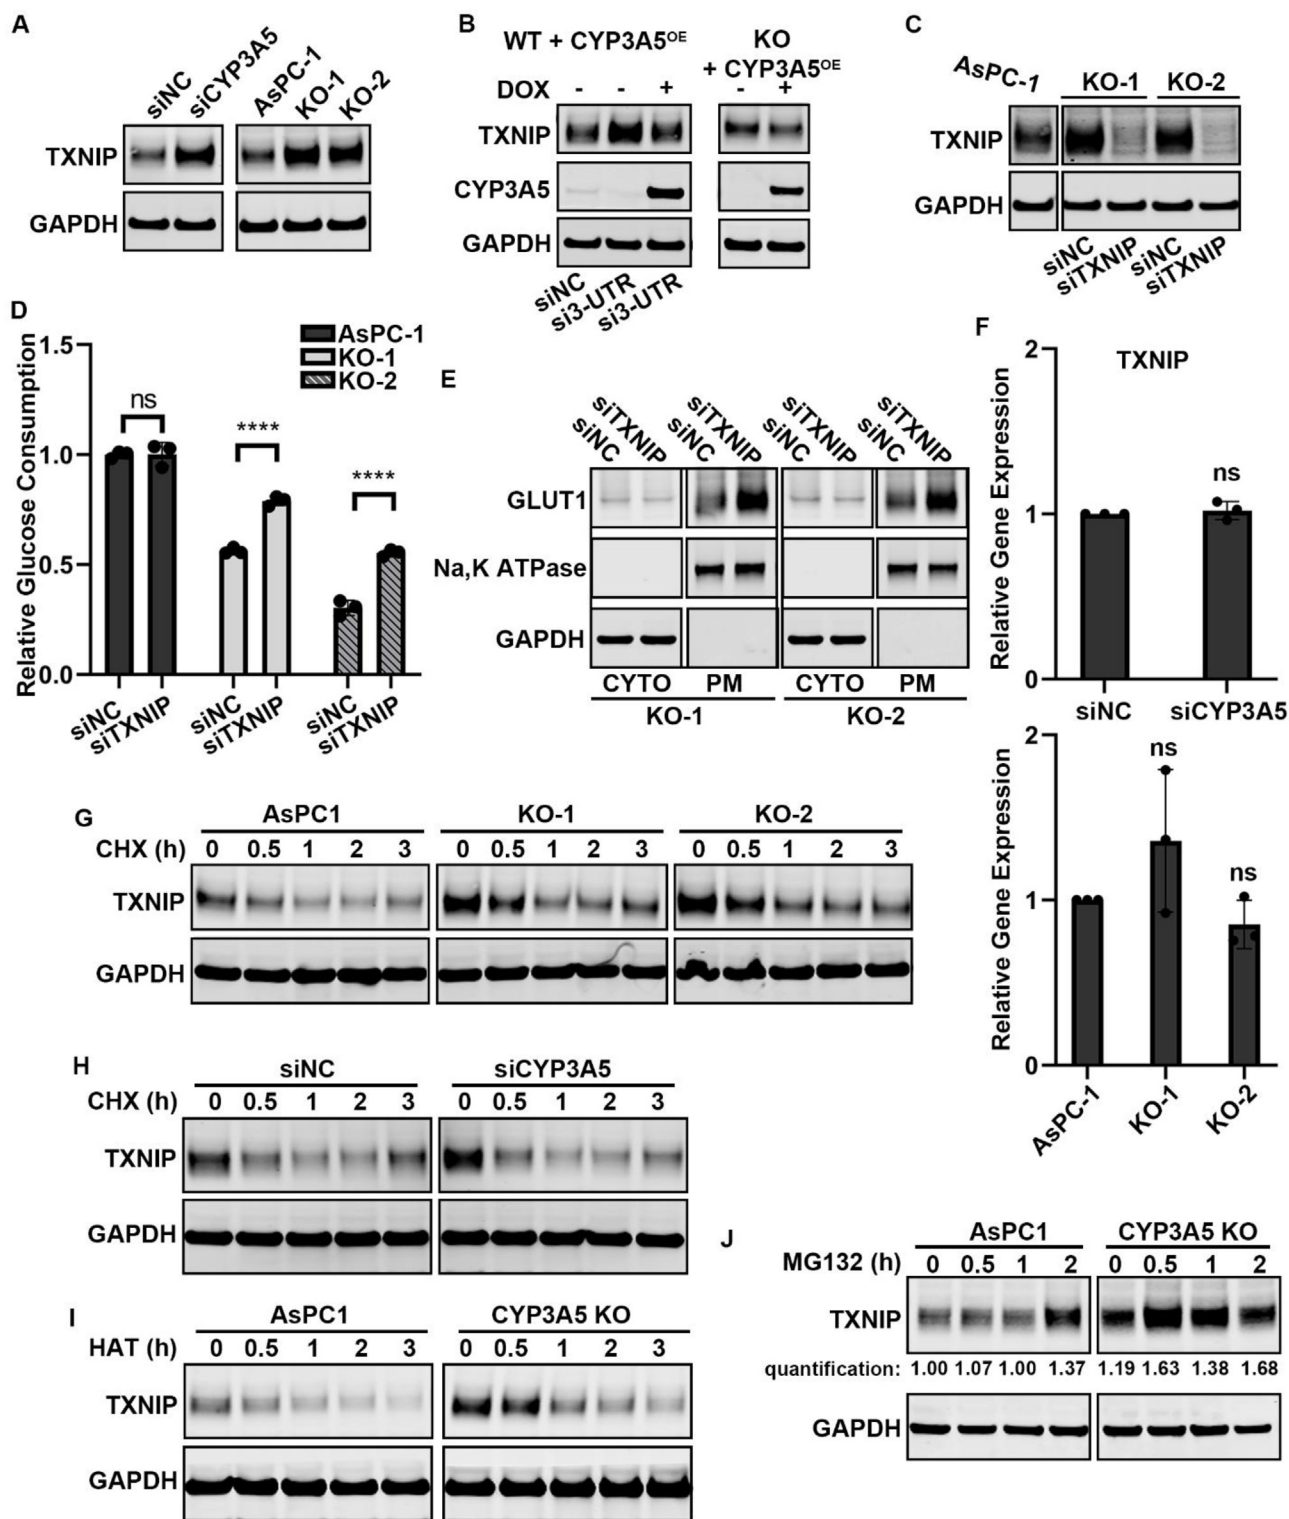 A
siNC siCYP3A5 AsPC-1 KO-1 KO-2
TXNIP
GAPDH
B
WT + CYP3A5OE
KO
+ CYP3A5OE
DOX - - + - +
TXNIP
CYP3A5
GAPDH
siNC si3-UTR si3-UTR
C
AsPC-1 KO-1 KO-2
TXNIP
GAPDH
siNC siTXNIP siNC siTXNIP
D
AsPC-1
KO-1
KO-2
Relative Glucose Consumption
1.5
1.0
0.5
0.0
ns
****
****
siNC siTXNIP siNC siTXNIP siNC siTXNIP
E
siNC siTXNIP siNC siTXNIP siNC siTXNIP siNC siTXNIP
GLUT1
Na,K ATPase
GAPDH
CYTO PM CYTO PM
KO-1 KO-2
F
TXNIP
Relative Gene Expression
2
1
0
ns
siNC siCYP3A5
Relative Gene Expression
2
1
0
ns
ns
AsPC-1 KO-1 KO-2
G
AsPC1 KO-1 KO-2
CHX (h) 0 0.5 1 2 3 0 0.5 1 2 3 0 0.5 1 2 3
TXNIP
GAPDH
H
siNC siCYP3A5
CHX (h) 0 0.5 1 2 3 0 0.5 1 2 3
TXNIP
GAPDH
I
AsPC1 CYP3A5 KO
HAT (h) 0 0.5 1 2 3 0 0.5 1 2 3
TXNIP
GAPDH
J
AsPC1 CYP3A5 KO
MG132 (h) 0 0.5 1 2 0 0.5 1 2
TXNIP
quantification: 1.00 1.07 1.00 1.37 1.19 1.63 1.38 1.68
GAPDH